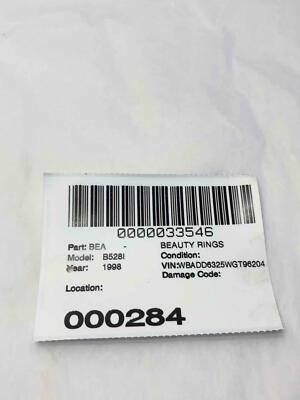 0000033546
Part: BEA - BEAUTY RINGS
Model: B528I Condition:
Year: 1998 VIN:WBADD6325WGT96204
Damage Code:
Location:
000284